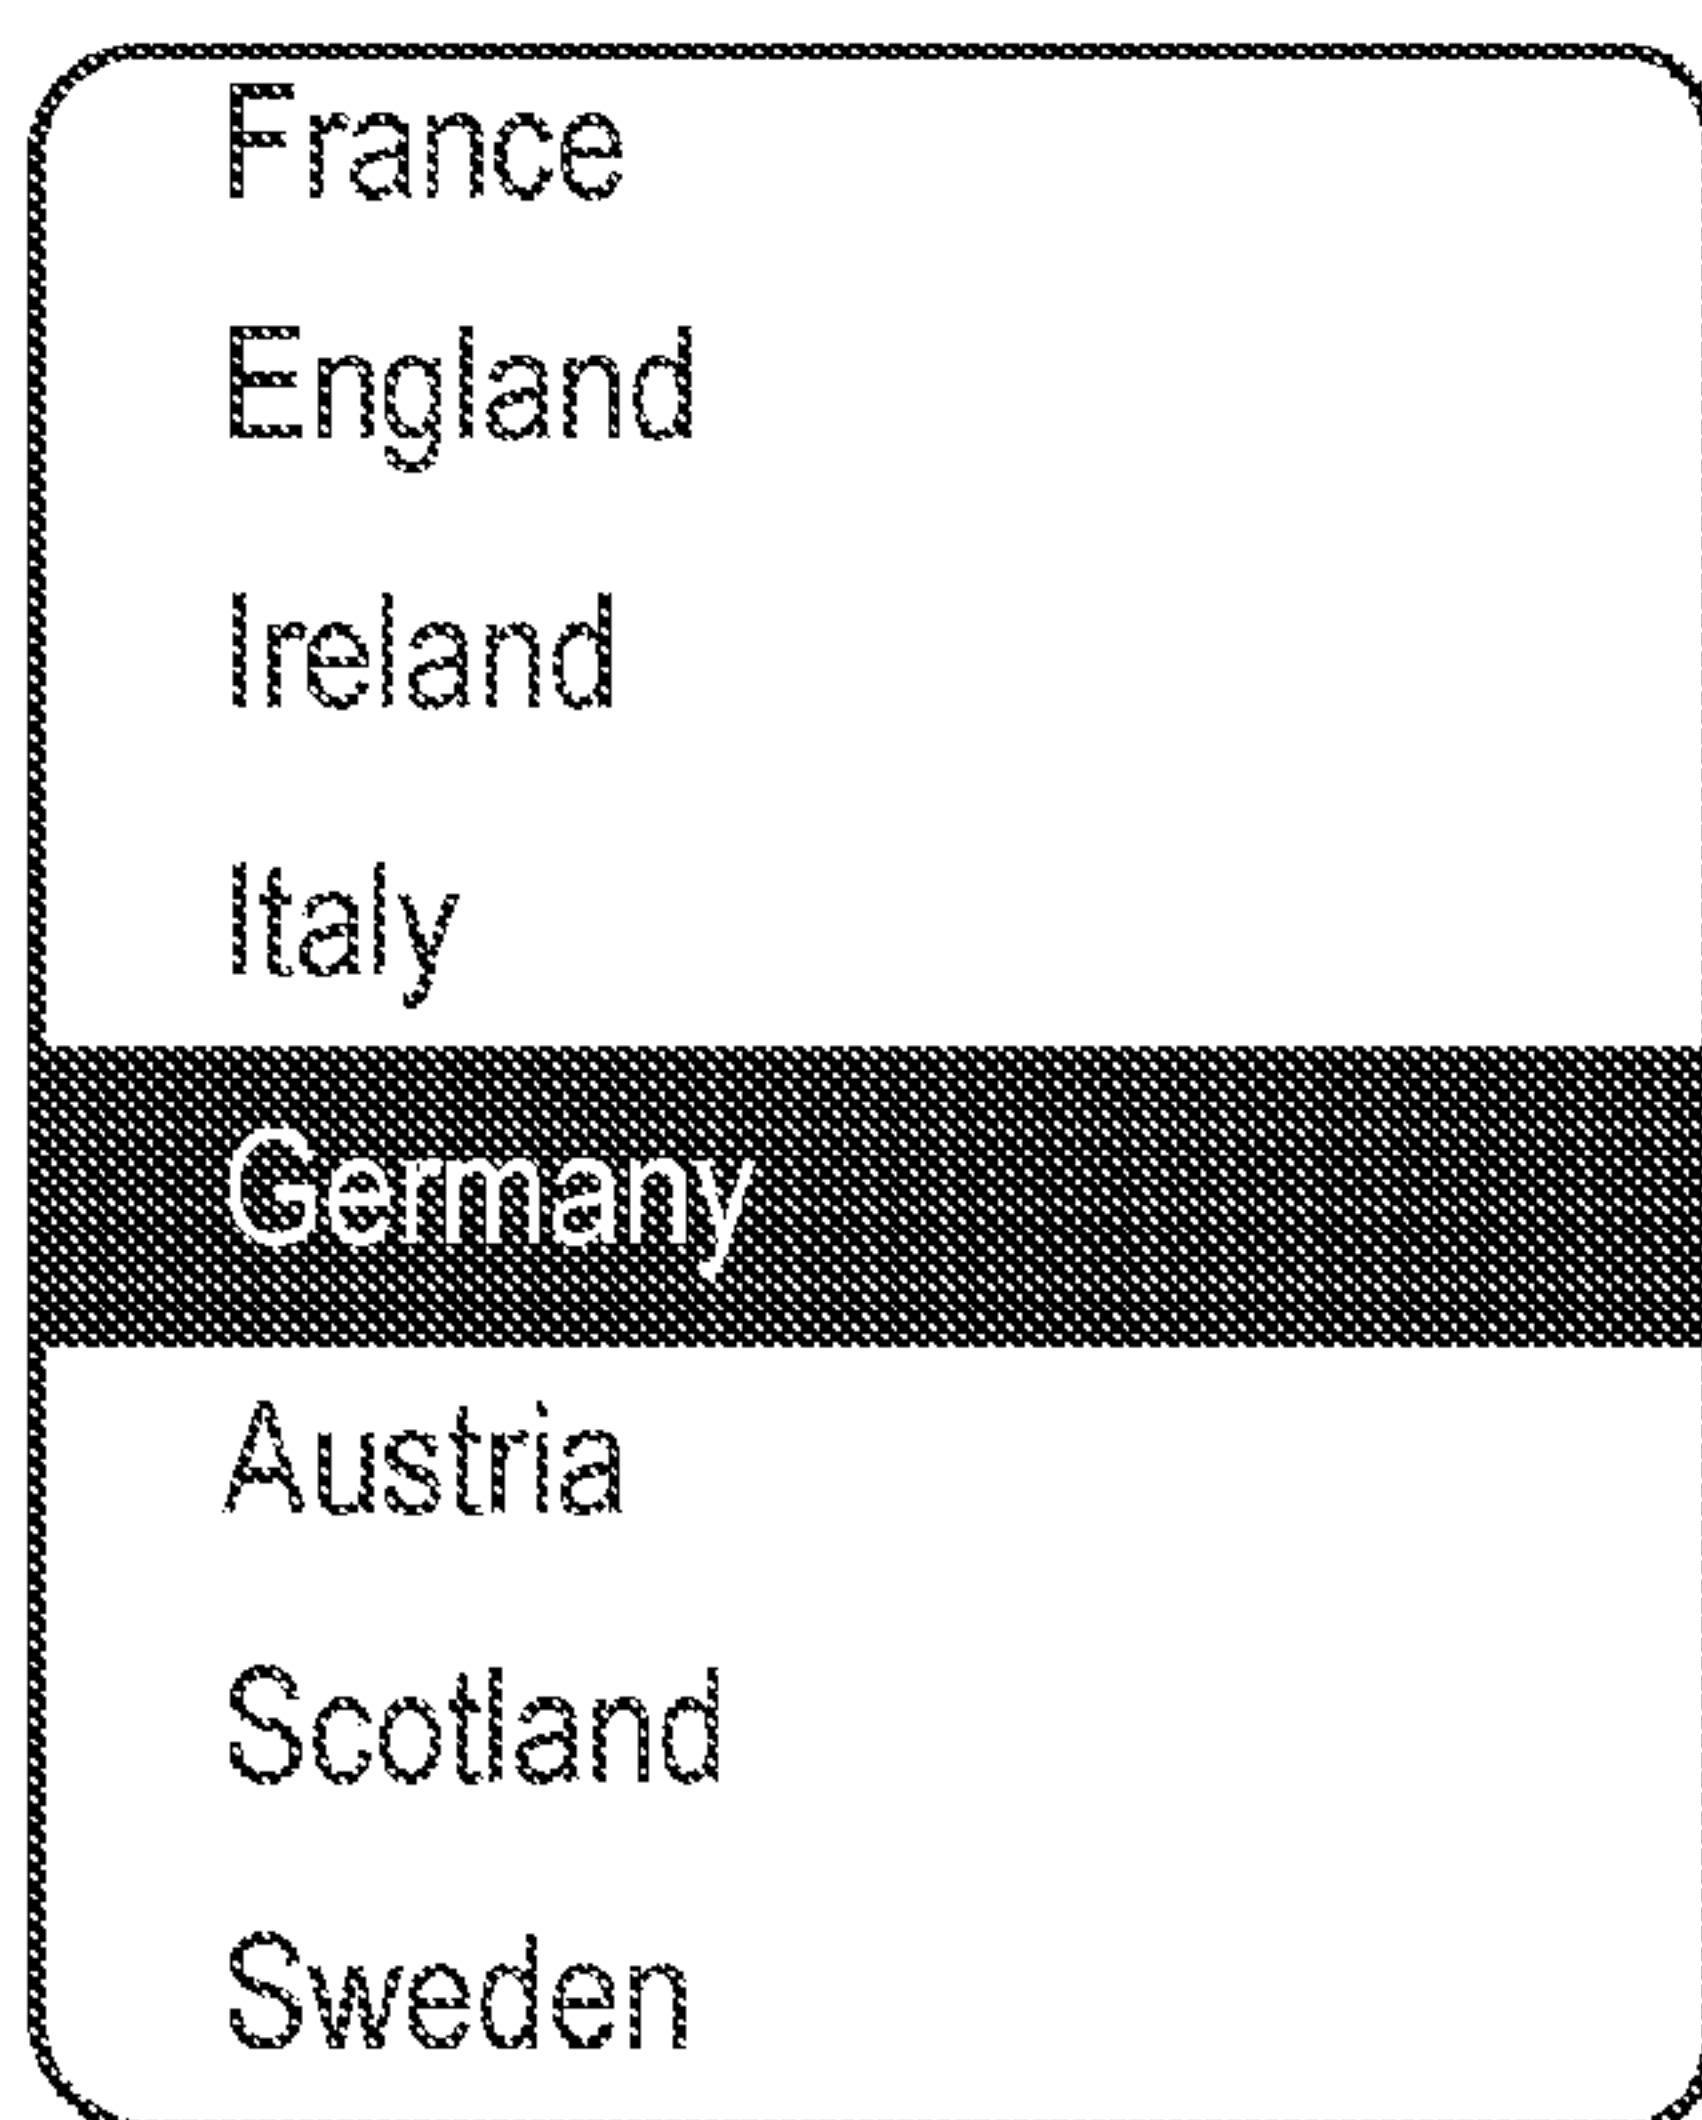 France
England
Ireland
Italy
Germany
Austria
Scotland
Sweden